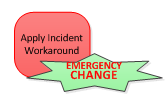 Apply Incident
Workaround
EMERGENCY
CHANGE